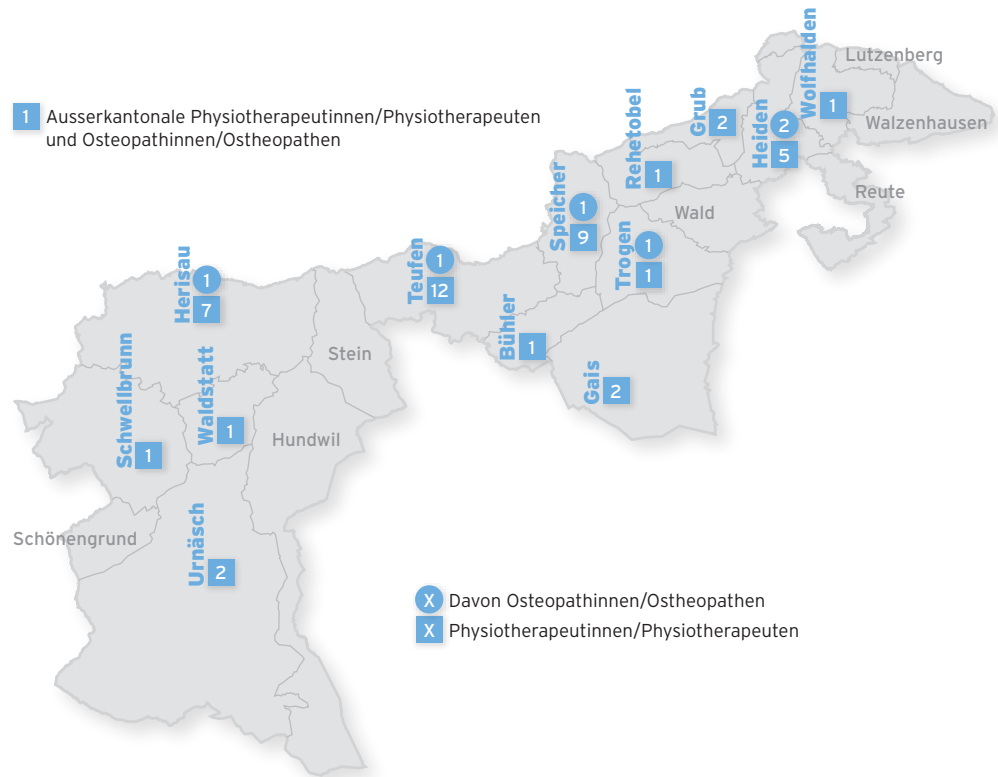 1 Ausserkantonale Physiotherapeutinnen/Physiotherapeuten
und Osteopathinnen/Ostheopathen
Lutzenberg
Wolfhalden
1
Walzenhausen
Grub
2
Heiden
2
5
Reute
Rehetobel
1
Wald
Speicher
1
9
Trogen
1
1
Teufen
1
12
Herisau
1
7
Bühler
1
Stein
Gais
2
Schwellbrunn
1
Waldstatt
1
Hundwil
Schönengrund
Urnäsch
2
X Davon Osteopathinnen/Ostheopathen
X Physiotherapeutinnen/Physiotherapeuten